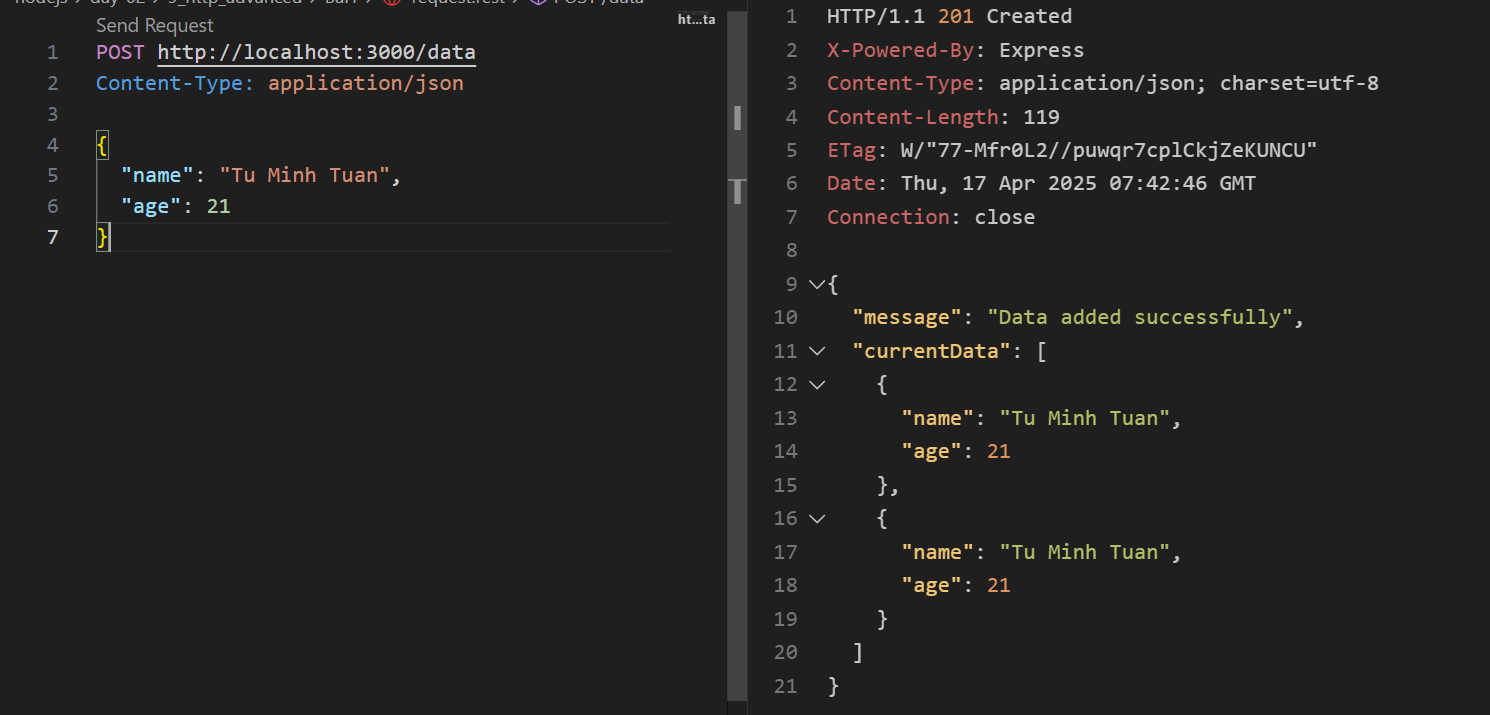 nodejs > day-02 > 5_http_advanced > > request.rest > POST /data
Send Request
1 POST http://localhost:3000/data
2 Content-Type: application/json
3
4 {
5 "name": "Tu Minh Tuan",
6 "age": 21
7 }
ht...ta
1 HTTP/1.1 201 Created
2 X-Powered-By: Express
3 Content-Type: application/json; charset=utf-8
4 Content-Length: 119
5 ETag: W/"77-Mfr0L2//puwqr7cplCkjZeKUNCU"
6 Date: Thu, 17 Apr 2025 07:42:46 GMT
7 Connection: close
8
9 {
10 "message": "Data added successfully",
11 "currentData": [
12 {
13 "name": "Tu Minh Tuan",
14 "age": 21
15 },
16 {
17 "name": "Tu Minh Tuan",
18 "age": 21
19 }
20 ]
21 }